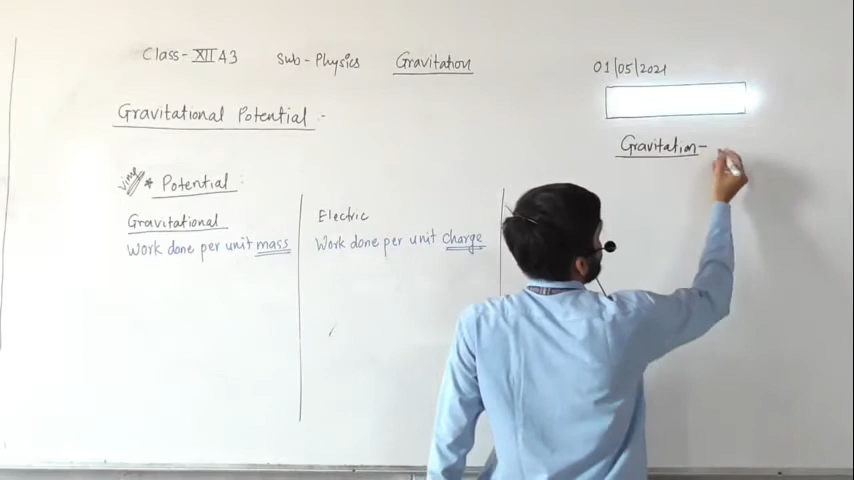 Class - XII A3 Sub - Physics Gravitation
01/05/2021
Gravitational Potential :-
Gravitation -
vimp * Potential :
Gravitational
Work done per unit mass
Electric
Work done per unit charge